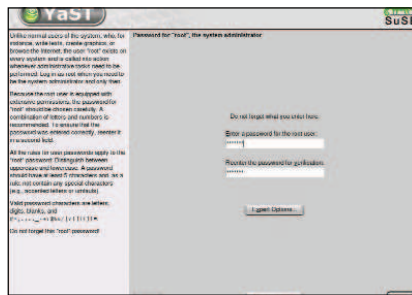 YaST
SuSE
Unlike normal users of the system, who, for
instance, write texts, create graphics, or
browse the Internet, the user "root" exists on
every system and is called into action
whenever administrative tasks need to be
performed. Log in as root when you need to
be the system administrator and only then.
Because the root user is equipped with
extensive permissions, the password for
"root" should be chosen carefully. A
combination of letters and numbers is
recommended. To ensure that the
password was entered correctly, reenter it
in a second field.
All the rules for user passwords apply to the
"root" password: Distinguish between
uppercase and lowercase. A password
should have at least 5 characters and, as a
rule, not contain any special characters
(e.g., accented letters or umlauts).
Valid password characters are letters,
digits, blanks, and
Do not forget this "root" password!
Password for "root", the system administrator
Do not forget what you enter here.
Enter a password for the root user:
Reenter the password for verification:
Expert Options...